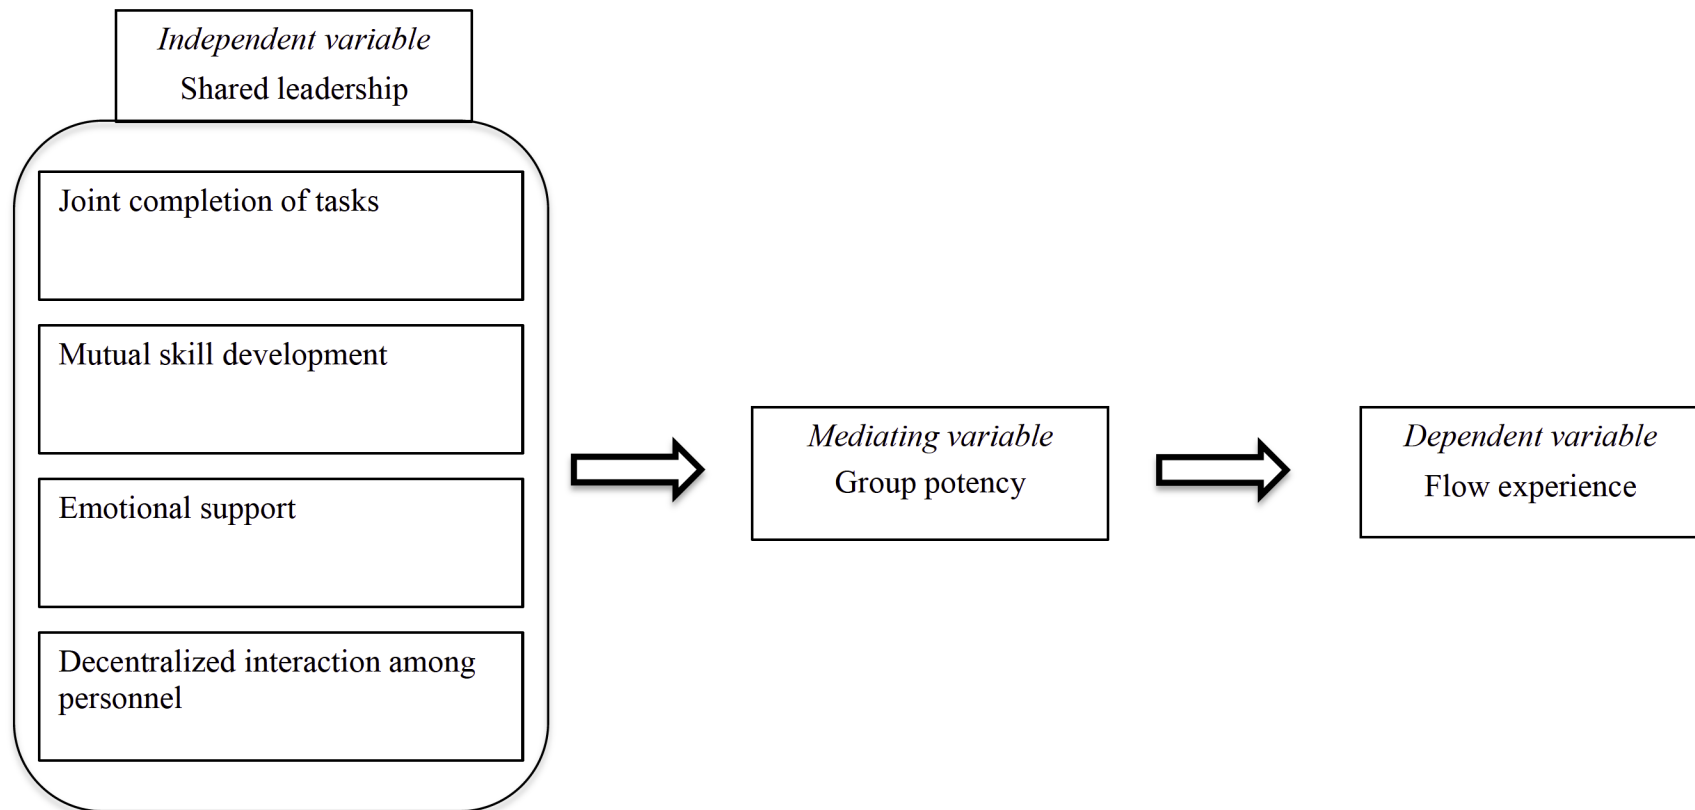 Independent variable
Shared leadership
Joint completion of tasks
Mutual skill development
Emotional support
Decentralized interaction among
personnel
Mediating variable
Group potency
Dependent variable
Flow experience